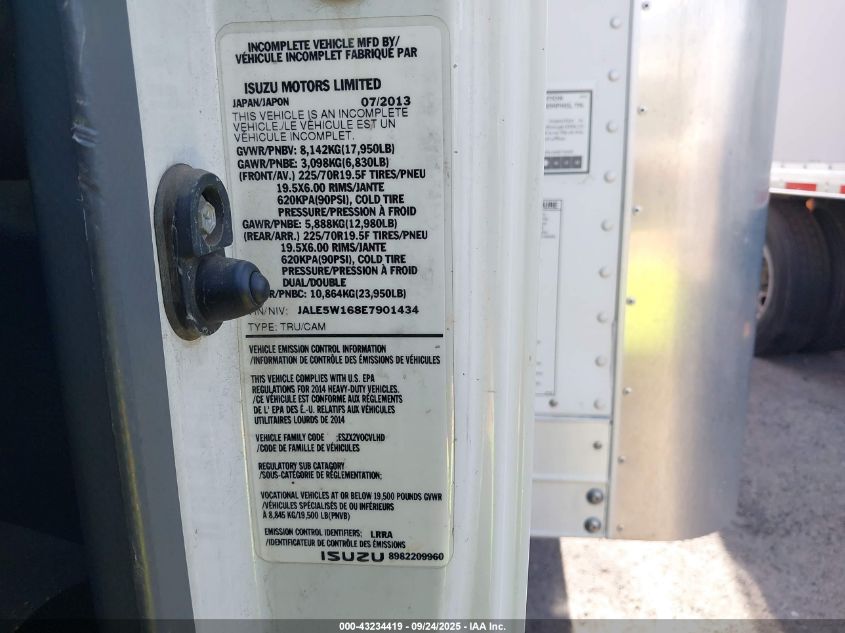 INCOMPLETE VEHICLE MFD BY/
VÉHICULE INCOMPLET FABRIQUÉ PAR
ISUZU MOTORS LIMITED
JAPAN/JAPON 07/2013
THIS VEHICLE IS AN INCOMPLETE
VEHICLE./LE VÉHICULE EST UN
VÉHICULE INCOMPLET.
GVWR/PNBV: 8,142KG(17,950LB)
GAWR/PNBE: 3,098KG(6,830LB)
(FRONT/AV.) 225/70R19.5F TIRES/PNEU
19.5X6.00 RIMS/JANTE
620KPA(90PSI), COLD TIRE
PRESSURE/PRESSION À FROID
GAWR/PNBE: 5,888KG(12,980LB)
(REAR/ARR.) 225/70R19.5F TIRES/PNEU
19.5X6.00 RIMS/JANTE
620KPA(90PSI), COLD TIRE
PRESSURE/PRESSION À FROID
DUAL/DOUBLE
R/PNBC: 10,864KG(23,950LB)
N/NIV: JALE5W168E7901434
TYPE: TRU/CAM
VEHICLE EMISSION CONTROL INFORMATION
/INFORMATION DE CONTRÔLE DES ÉMISSIONS DE VÉHICULES
THIS VEHICLE COMPLIES WITH U.S. EPA
REGULATIONS FOR 2014 HEAVY-DUTY VEHICLES.
/CE VÉHICULE EST CONFORME AUX RÉGLEMENTS
DE L' EPA DES É.-U. RELATIFS AUX VÉHICULES
UTILITAIRES LOURDS DE 2014
VEHICLE FAMILY CODE :ESZX2VOCVLHD
/CODE DE FAMILLE DE VÉHICULES
REGULATORY SUB CATAGORY
/SOUS-CATÉGORIE DE RÉGLEMENTATION;
VOCATIONAL VEHICLES AT OR BELOW 19,500 POUNDS GVWR
/VÉHICULES SPÉCIALISÉS DE OU INFÉRIEURS
À 8,845 KG/19,500 LB(PNVB)
EMISSION CONTROL IDENTIFIERS: LRRA
/IDENTIFICATEUR DE CONTRÔLE DES ÉMISSIONS
ISUZU 8982209960
000-43234419 - 09/24/2025 - IAA Inc.